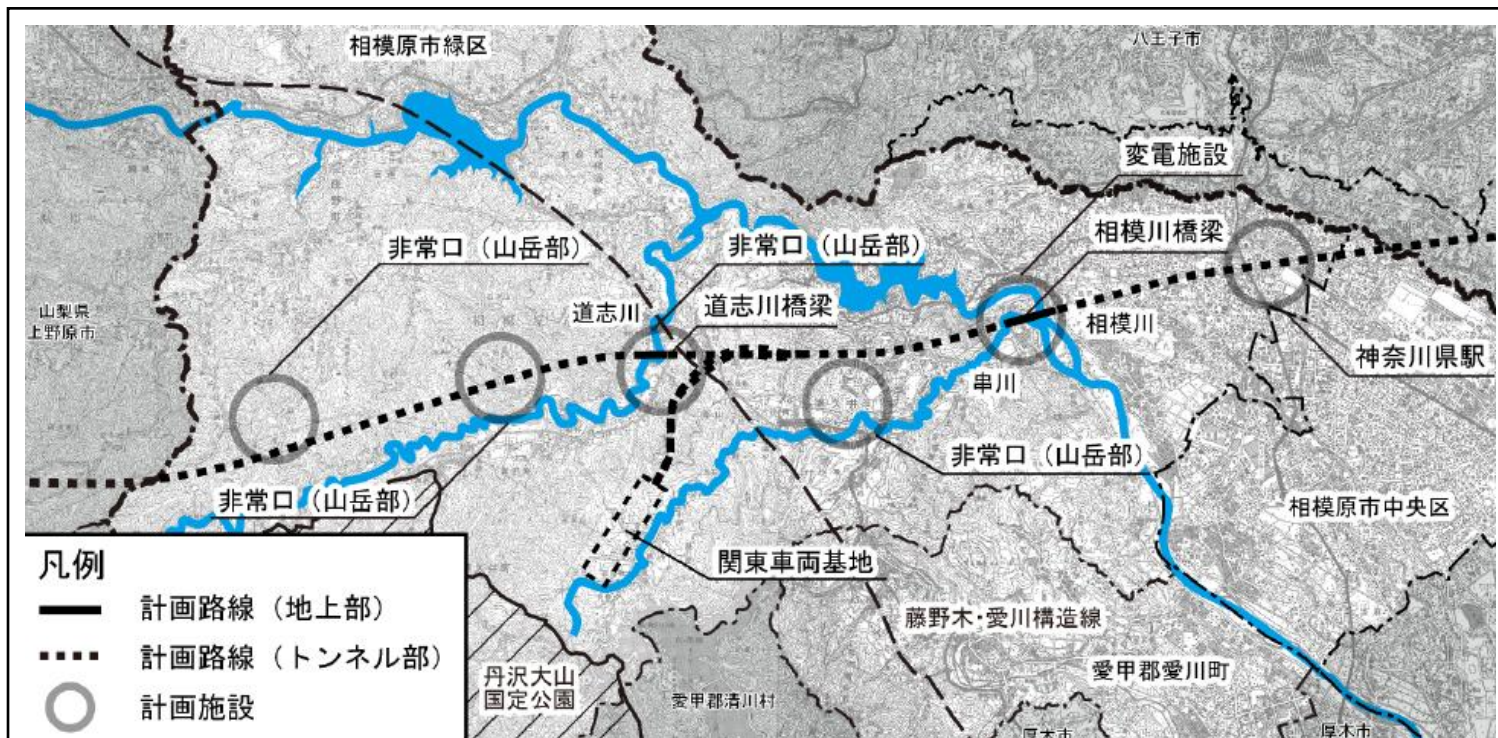 相模原市緑区
八王子市
変電施設
非常口（山岳部）
非常口（山岳部）
相模川橋梁
山梨県
上野原市
道志川
道志川橋梁
相模川
神奈川県駅
串川
非常口（山岳部）
非常口（山岳部）
相模原市中央区
関東車両基地
藤野木・愛川構造線
愛甲郡愛川町
丹沢大山
国定公園
愛甲郡清川村
厚木市
厚木市
凡例
計画路線（地上部）
計画路線（トンネル部）
計画施設